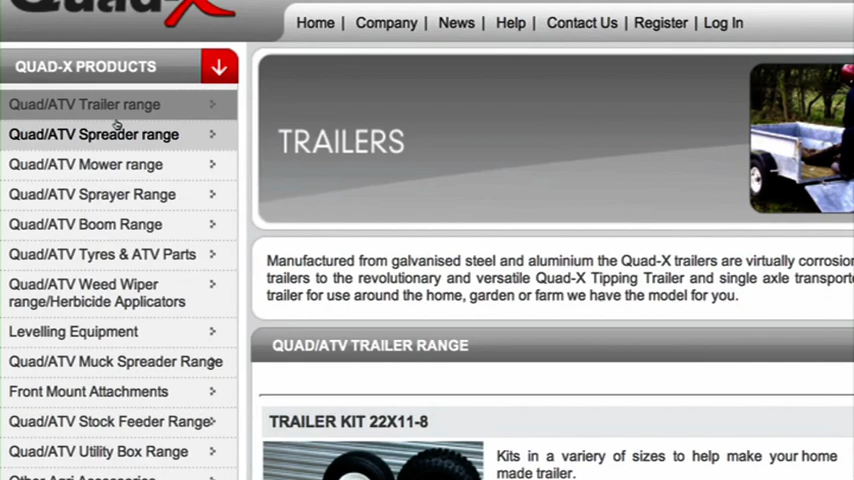 Quad-X
Home | Company | News | Help | Contact Us | Register | Log In
QUAD-X PRODUCTS
Quad/ATV Trailer range
Quad/ATV Spreader range
Quad/ATV Mower range
Quad/ATV Sprayer Range
Quad/ATV Boom Range
Quad/ATV Tyres & ATV Parts
Quad/ATV Weed Wiper
range/Herbicide Applicators
Levelling Equipment
Quad/ATV Muck Spreader Range
Front Mount Attachments
Quad/ATV Stock Feeder Range
Quad/ATV Utility Box Range
Other Agri Accessories
TRAILERS
Manufactured from galvanised steel and aluminium the Quad-X trailers are virtually corrosion
trailers to the revolutionary and versatile Quad-X Tipping Trailer and single axle transporte
trailer for use around the home, garden or farm we have the model for you.
QUAD/ATV TRAILER RANGE
TRAILER KIT 22X11-8
Kits in a variery of sizes to help make your home
made trailer.